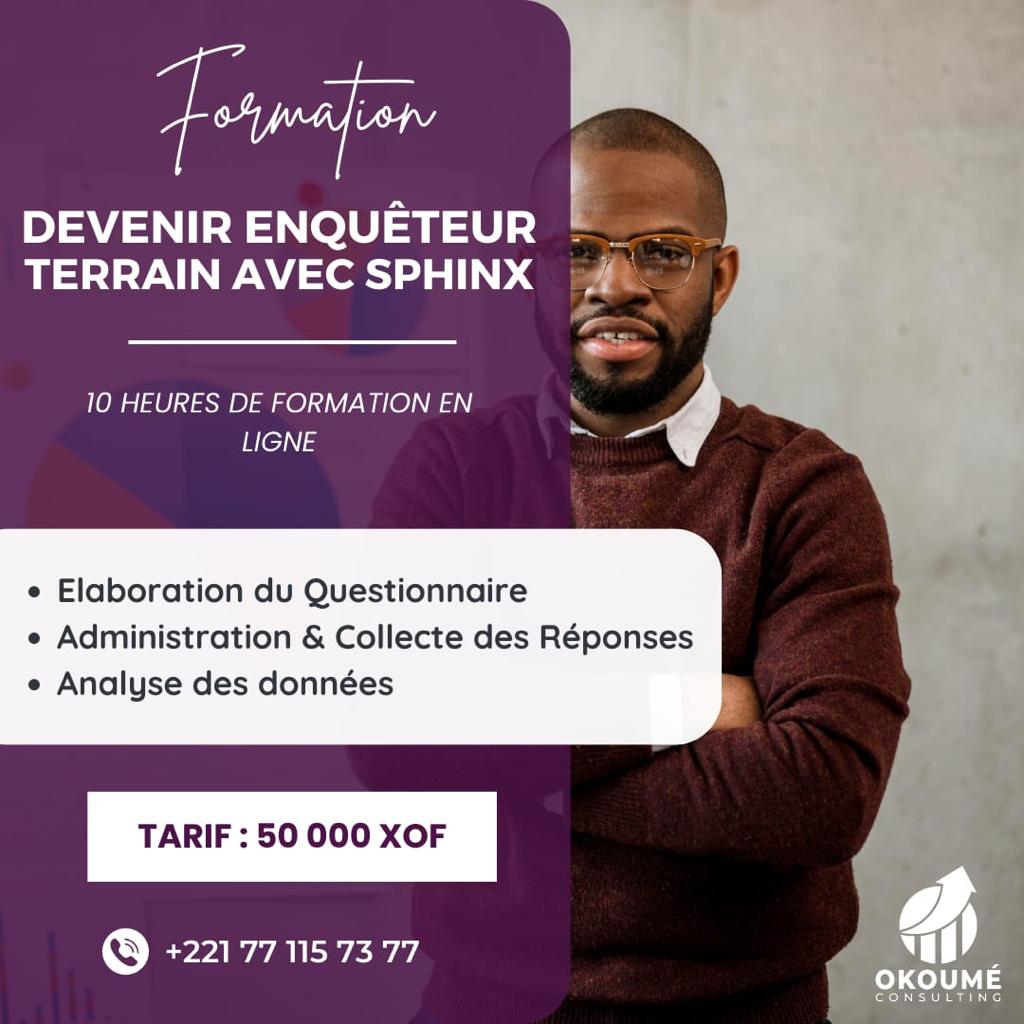 Formation
DEVENIR ENQUÊTEUR
TERRAIN AVEC SPHINX
10 HEURES DE FORMATION EN
LIGNE
• Elaboration du Questionnaire
• Administration & Collecte des Réponses
• Analyse des données
TARIF : 50 000 XOF
+221 77 115 73 77
OKOUMÉ
CONSULTING